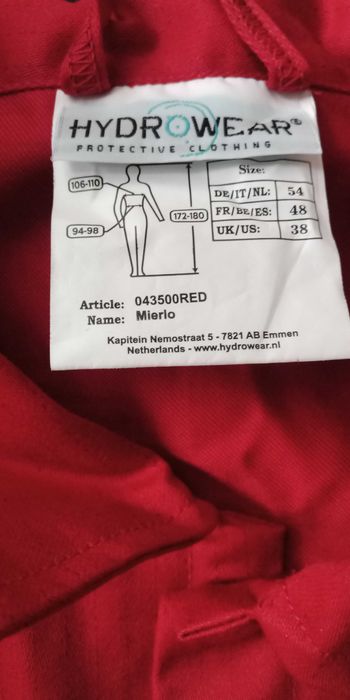 HYDROWEAR®
PROTECTIVE CLOTHING
Size:
DE/IT/NL: 54
FR/BE/ES: 48
UK/US: 38
106-110
172-180
94-98
Article: 043500RED
Name: Mierlo
Kapitein Nemostraat 5 - 7821 AB Emmen
Netherlands - www.hydrowear.nl